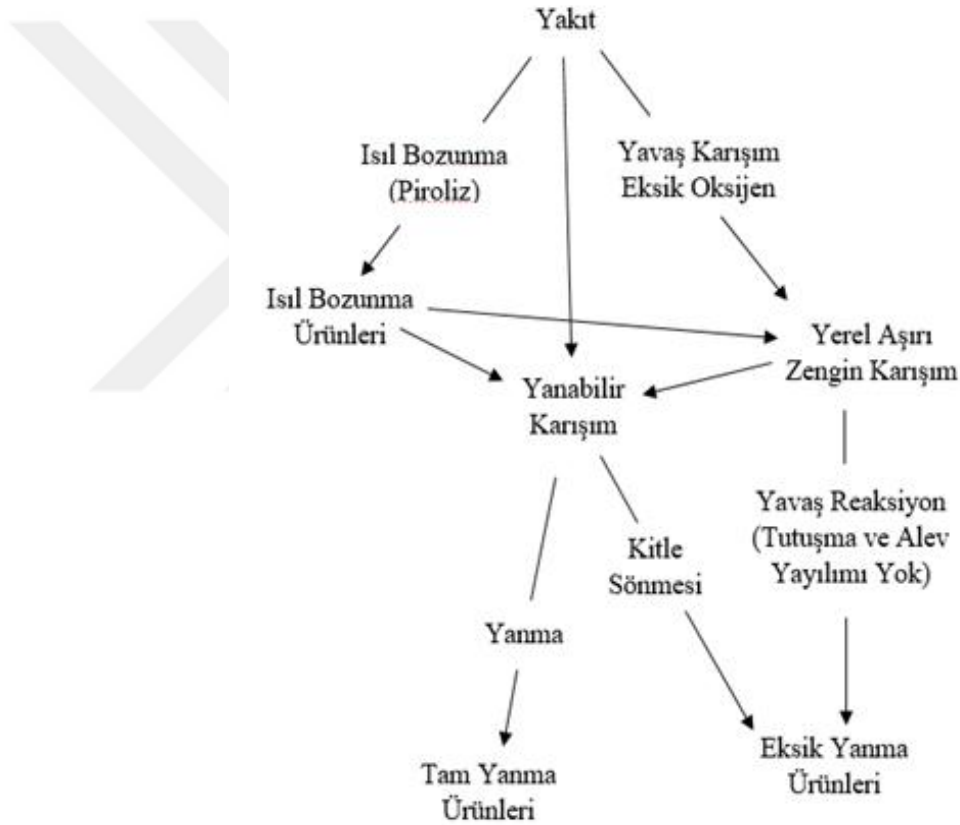 Yakıt
Isıl Bozunma
(Piroliz)
Yavaş Karışım
Eksik Oksijen
Isıl Bozunma
Ürünleri
Yerel Aşırı
Zengin Karışım
Yanabilir
Karışım
Yavaş Reaksiyon
(Tutuşma ve Alev
Yayılımı Yok)
Kitle
Sönmesi
Yanma
Eksik Yanma
Ürünleri
Tam Yanma
Ürünleri